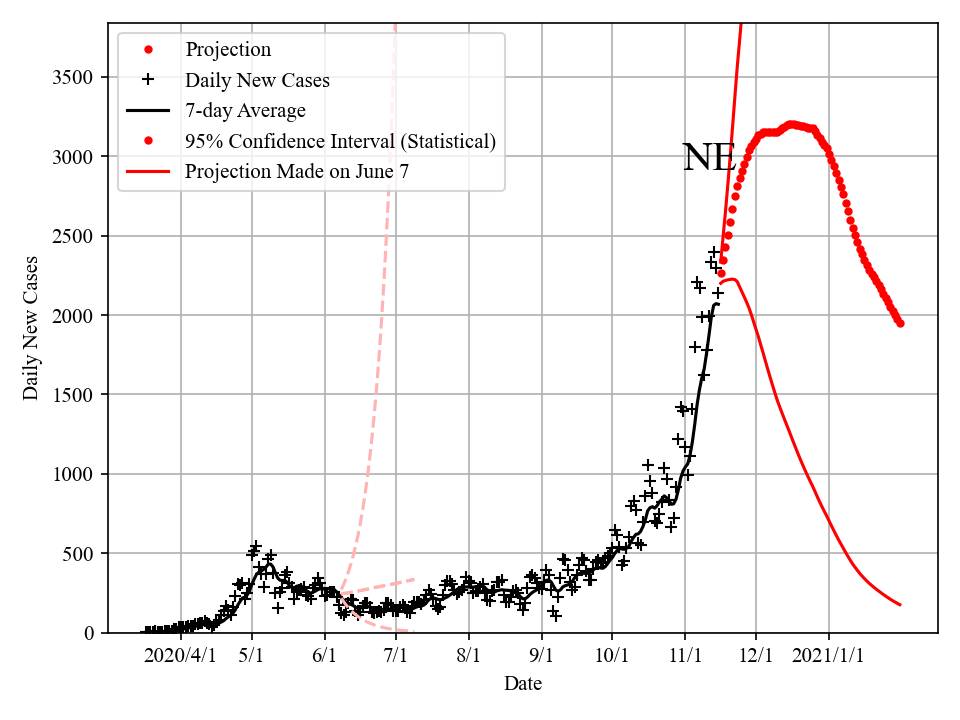 Projection
Daily New Cases
7-day Average
95% Confidence Interval (Statistical)
Projection Made on June 7
NE
3500
3000
2500
2000
1500
1000
500
0
Daily New Cases
2020/4/1 5/1 6/1 7/1 8/1 9/1 10/1 11/1 12/1 2021/1/1
Date